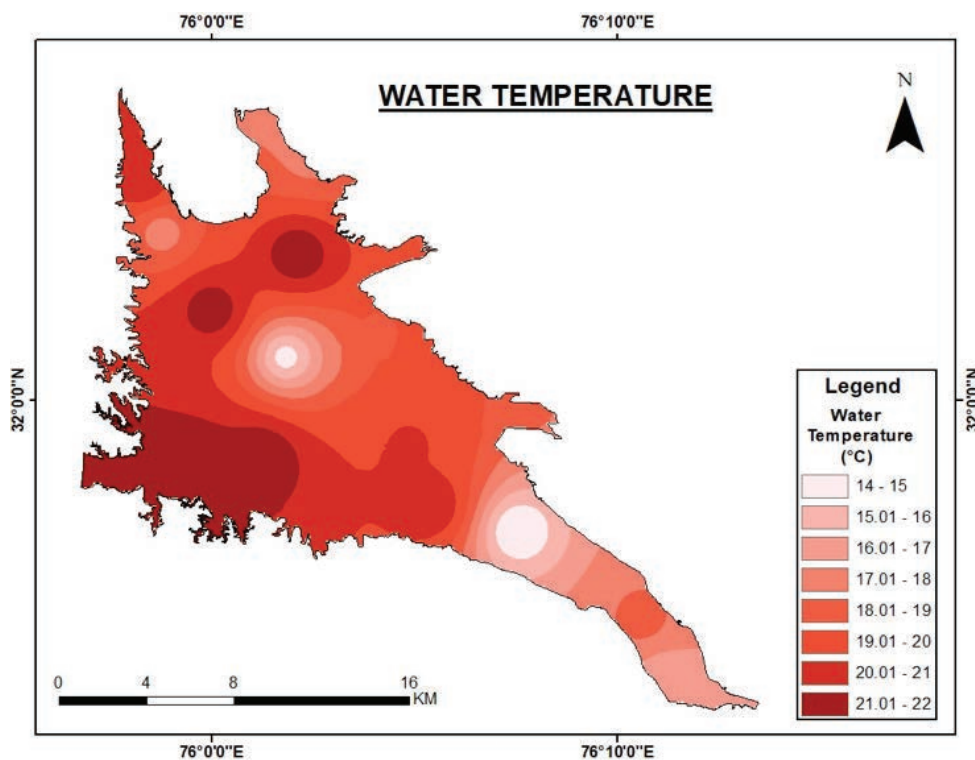 76°0'0"E
76°10'0"E
WATER TEMPERATURE
N
32°0'0"N
32°0'0"N
Legend
Water
Temperature
(°C)
14 - 15
15.01 - 16
16.01 - 17
17.01 - 18
18.01 - 19
19.01 - 20
20.01 - 21
21.01 - 22
0 4 8 16
KM
76°0'0"E
76°10'0"E